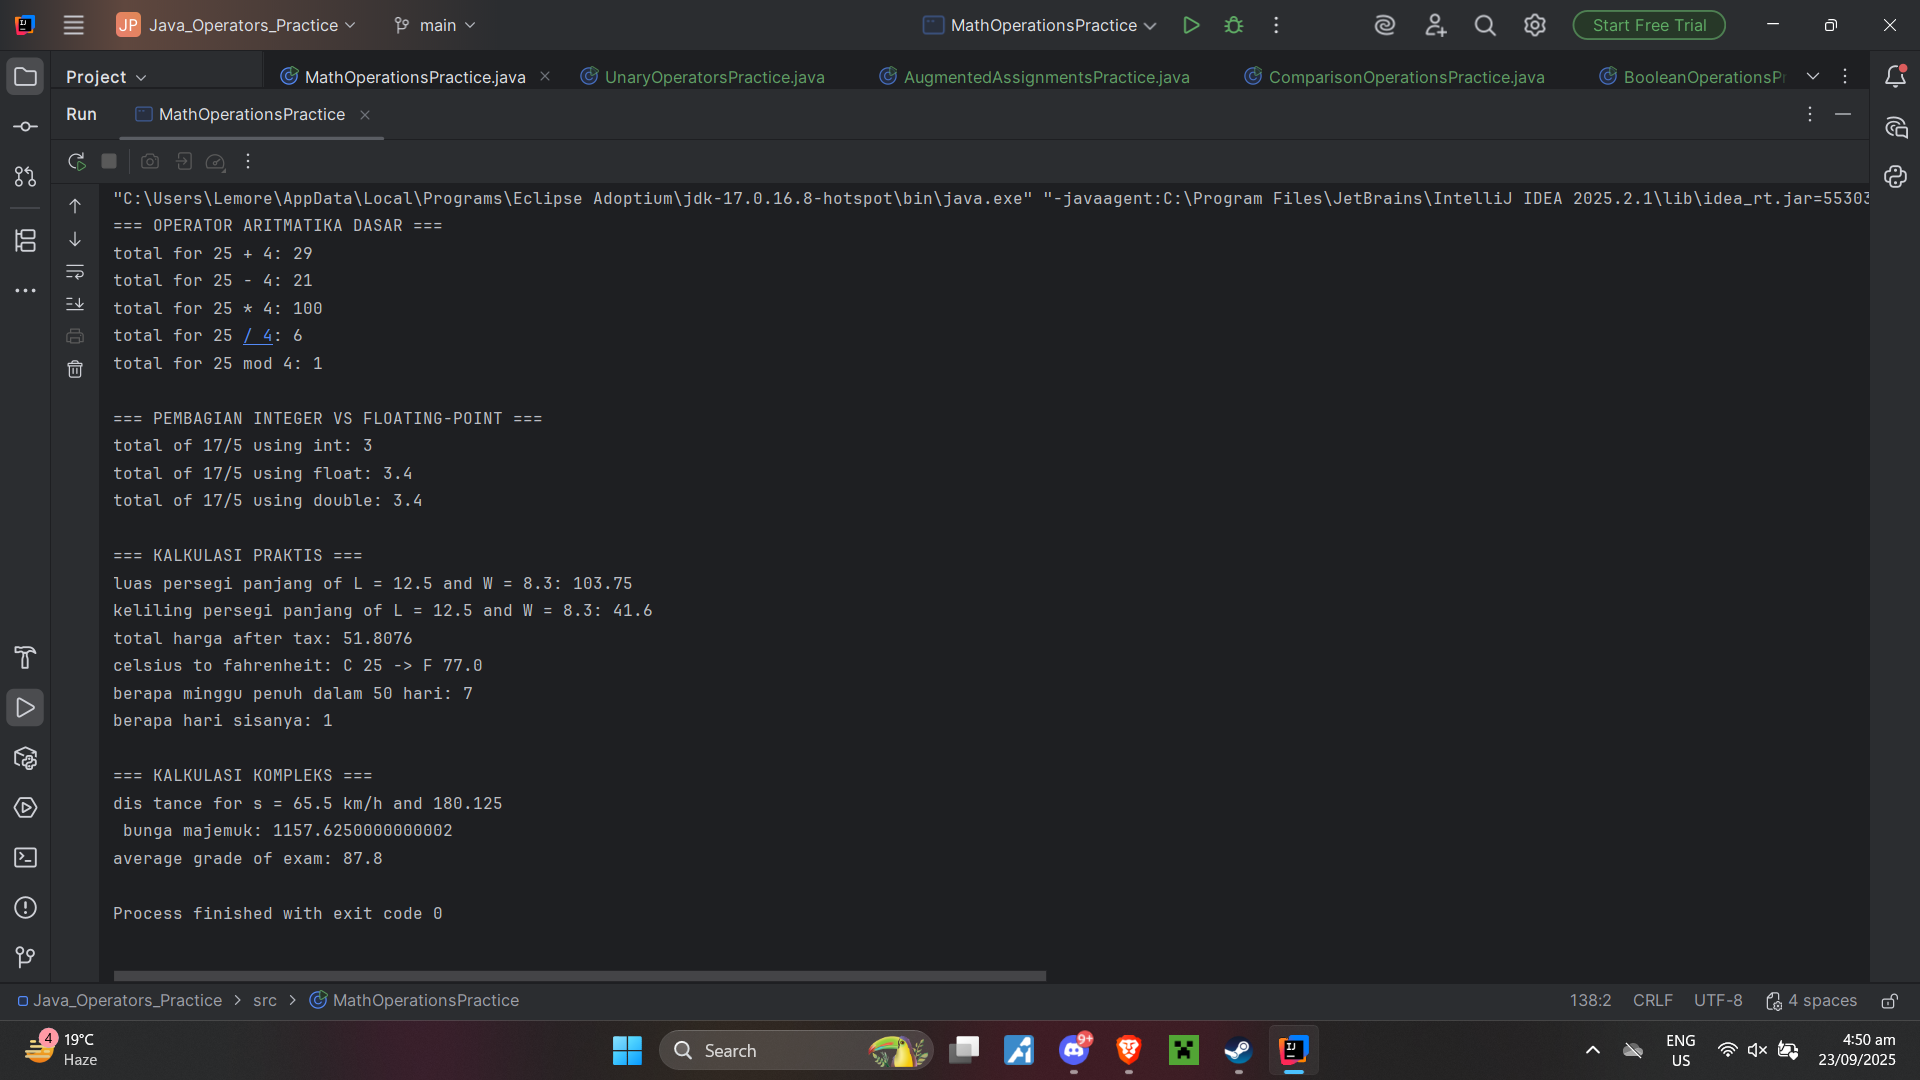 JP Java_Operators_Practice main MathOperationsPractice Start Free Trial
Project MathOperationsPractice.java UnaryOperatorsPractice.java AugmentedAssignmentsPractice.java ComparisonOperationsPractice.java BooleanOperationsPr
Run MathOperationsPractice
"C:\Users\Lemore\AppData\Local\Programs\Eclipse Adoptium\jdk-17.0.16.8-hotspot\bin\java.exe" "-javaagent:C:\Program Files\JetBrains\IntelliJ IDEA 2025.2.1\lib\idea_rt.jar=55303
=== OPERATOR ARITMATIKA DASAR ===
total for 25 + 4: 29
total for 25 - 4: 21
total for 25 * 4: 100
total for 25 / 4: 6
total for 25 mod 4: 1
=== PEMBAGIAN INTEGER VS FLOATING-POINT ===
total of 17/5 using int: 3
total of 17/5 using float: 3.4
total of 17/5 using double: 3.4
=== KALKULASI PRAKTIS ===
luas persegi panjang of L = 12.5 and W = 8.3: 103.75
keliling persegi panjang of L = 12.5 and W = 8.3: 41.6
total harga after tax: 51.8076
celsius to fahrenheit: C 25 -> F 77.0
berapa minggu penuh dalam 50 hari: 7
berapa hari sisanya: 1
=== KALKULASI KOMPLEKS ===
dis tance for s = 65.5 km/h and 180.125
bunga majemuk: 1157.6250000000002
average grade of exam: 87.8
Process finished with exit code 0
Java_Operators_Practice > src > MathOperationsPractice 138:2 CRLF UTF-8 4 spaces
4 19°C
Haze
Search
9+
ENG
US
4:50 am
23/09/2025